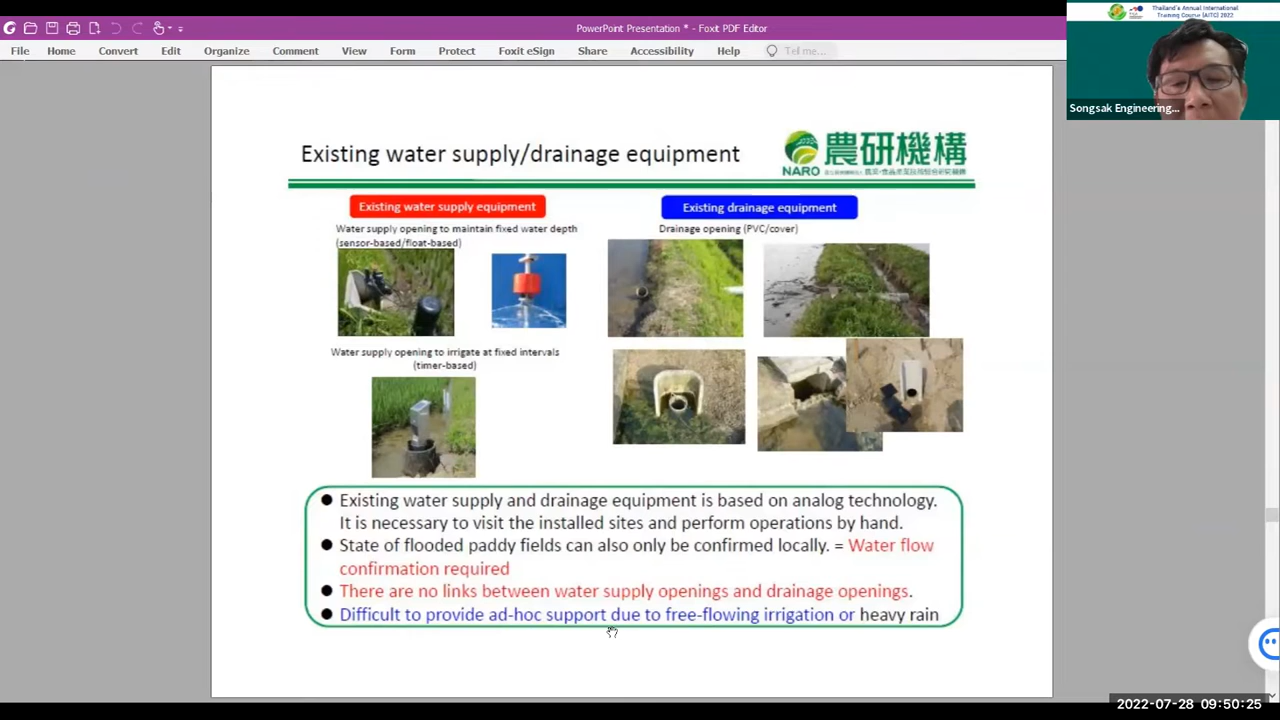 PowerPoint Presentation * - Foxit PDF Editor
File Home Convert Edit Organize Comment View Form Protect Foxit eSign Share Accessibility Help Tell me...
Thailand's Annual International
Training Course (AITC) 2022
Songsak Engineering...
Existing water supply/drainage equipment
NARO
農研機構
Existing water supply equipment
Existing drainage equipment
Water supply opening to maintain fixed water depth
(sensor-based/float-based)
Drainage opening (PVC/cover)
Water supply opening to irrigate at fixed intervals
(timer-based)
● Existing water supply and drainage equipment is based on analog technology.
It is necessary to visit the installed sites and perform operations by hand.
● State of flooded paddy fields can also only be confirmed locally. = Water flow
confirmation required
● There are no links between water supply openings and drainage openings.
● Difficult to provide ad-hoc support due to free-flowing irrigation or heavy rain
2022-07-28 09:50:25